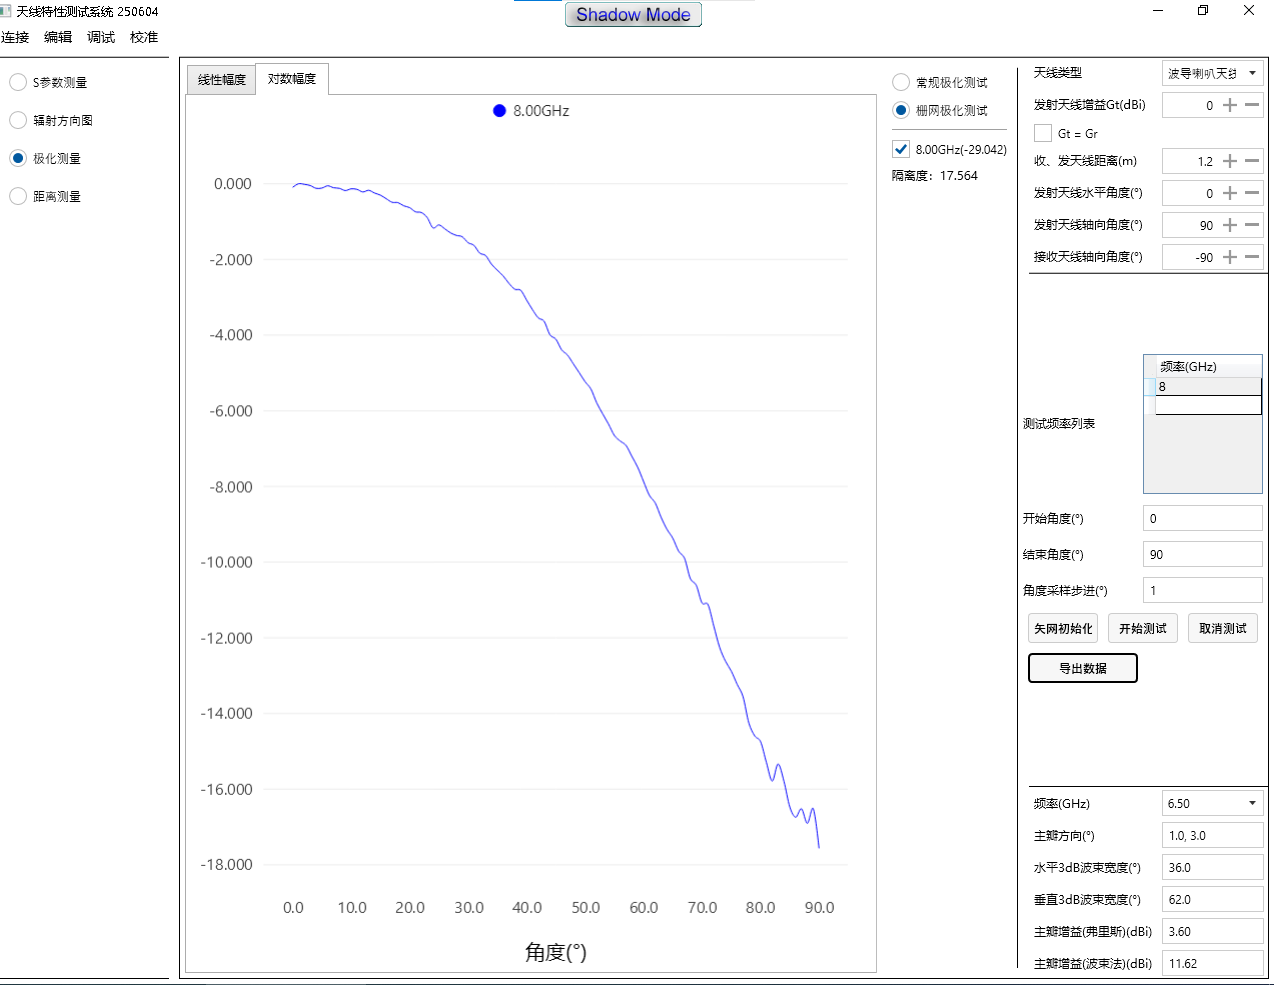 天线特性测试系统 250604
Shadow Mode
连接 编辑 调试 校准
S参数测量
辐射方向图
极化测量
距离测量
线性幅度 对数幅度
8.00GHz
0.000
-2.000
-4.000
-6.000
-8.000
-10.000
-12.000
-14.000
-16.000
-18.000
0.0 10.0 20.0 30.0 40.0 50.0 60.0 70.0 80.0 90.0
角度(°)
常规极化测试
栅网极化测试
8.00GHz(-29.042)
隔离度：17.564
天线类型 波导喇叭天线
发射天线增益Gt(dBi) 0
Gt = Gr
收、发天线距离(m) 1.2
发射天线水平角度(°) 0
发射天线轴向角度(°) 90
接收天线轴向角度(°) -90
测试频率列表
频率(GHz)
8
开始角度(°) 0
结束角度(°) 90
角度采样步进(°) 1
矢网初始化 开始测试 取消测试
导出数据
频率(GHz) 6.50
主瓣方向(°) 1.0, 3.0
水平3dB波束宽度(°) 36.0
垂直3dB波束宽度(°) 62.0
主瓣增益(弗里斯)(dBi) 3.60
主瓣增益(波束法)(dBi) 11.62